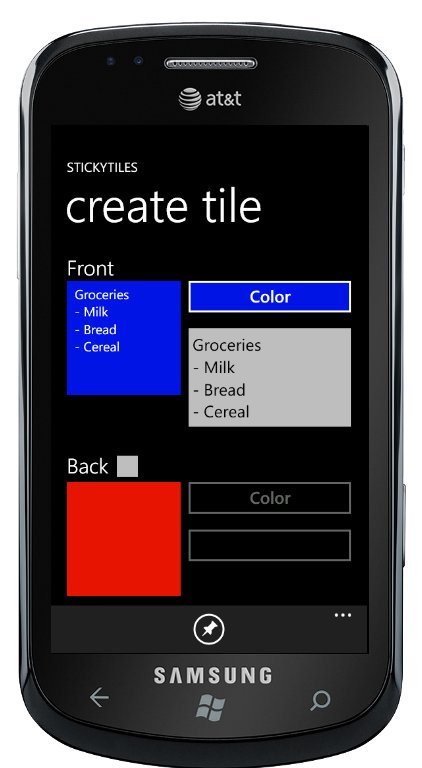 at&t
STICKYTILES
create tile
Front
Groceries
- Milk
- Bread
- Cereal
Color
Groceries
- Milk
- Bread
- Cereal
Back
Color
SAMSUNG